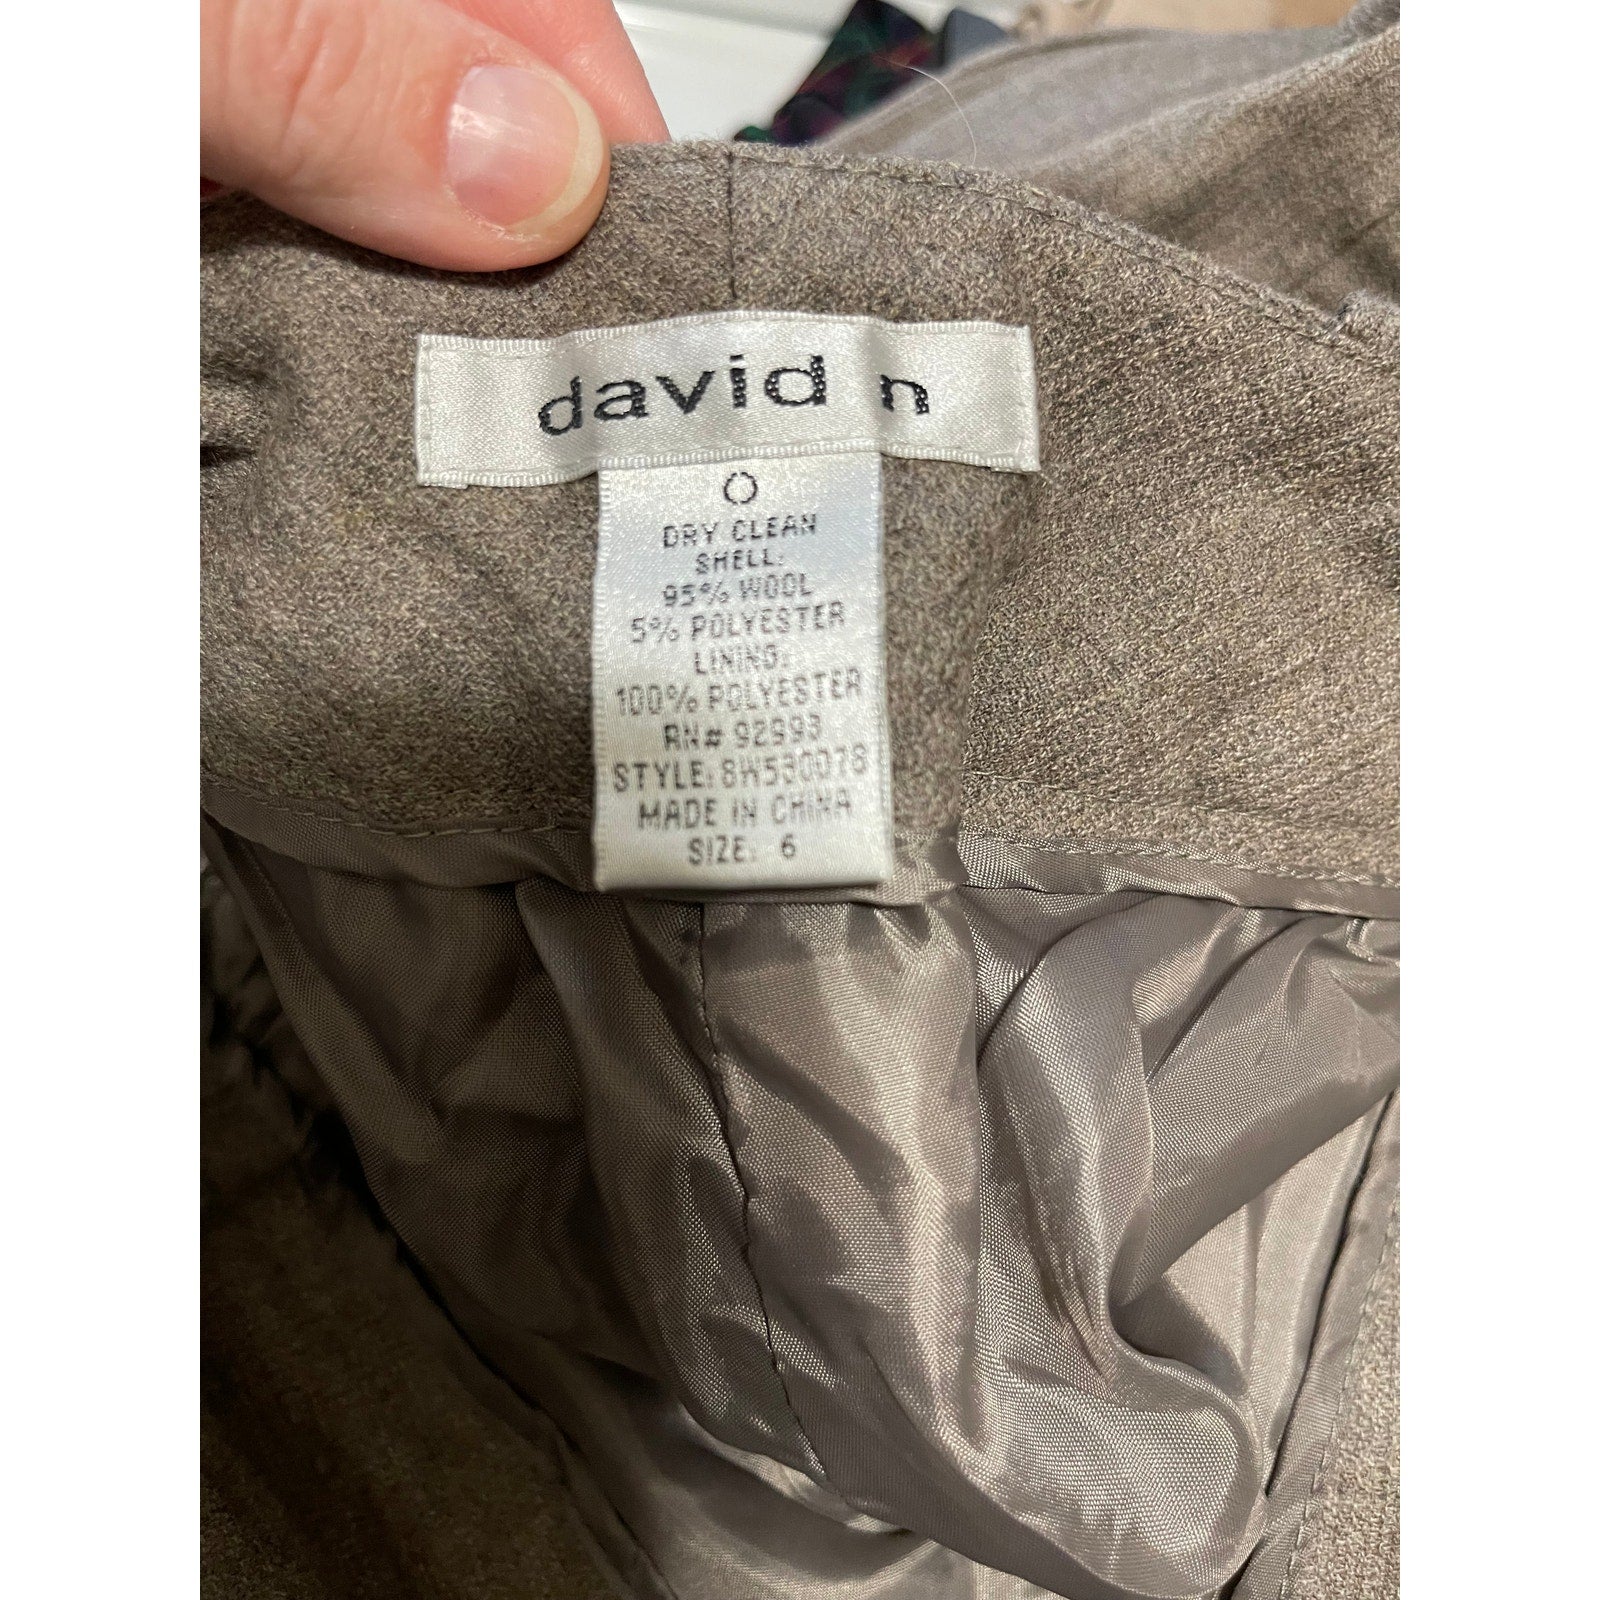 david n
DRY CLEAN
SHELL:
95% WOOL
5% POLYESTER
LINING:
100% POLYESTER
RN# 92993
STYLE: 8W530078
MADE IN CHINA
SIZE: 6